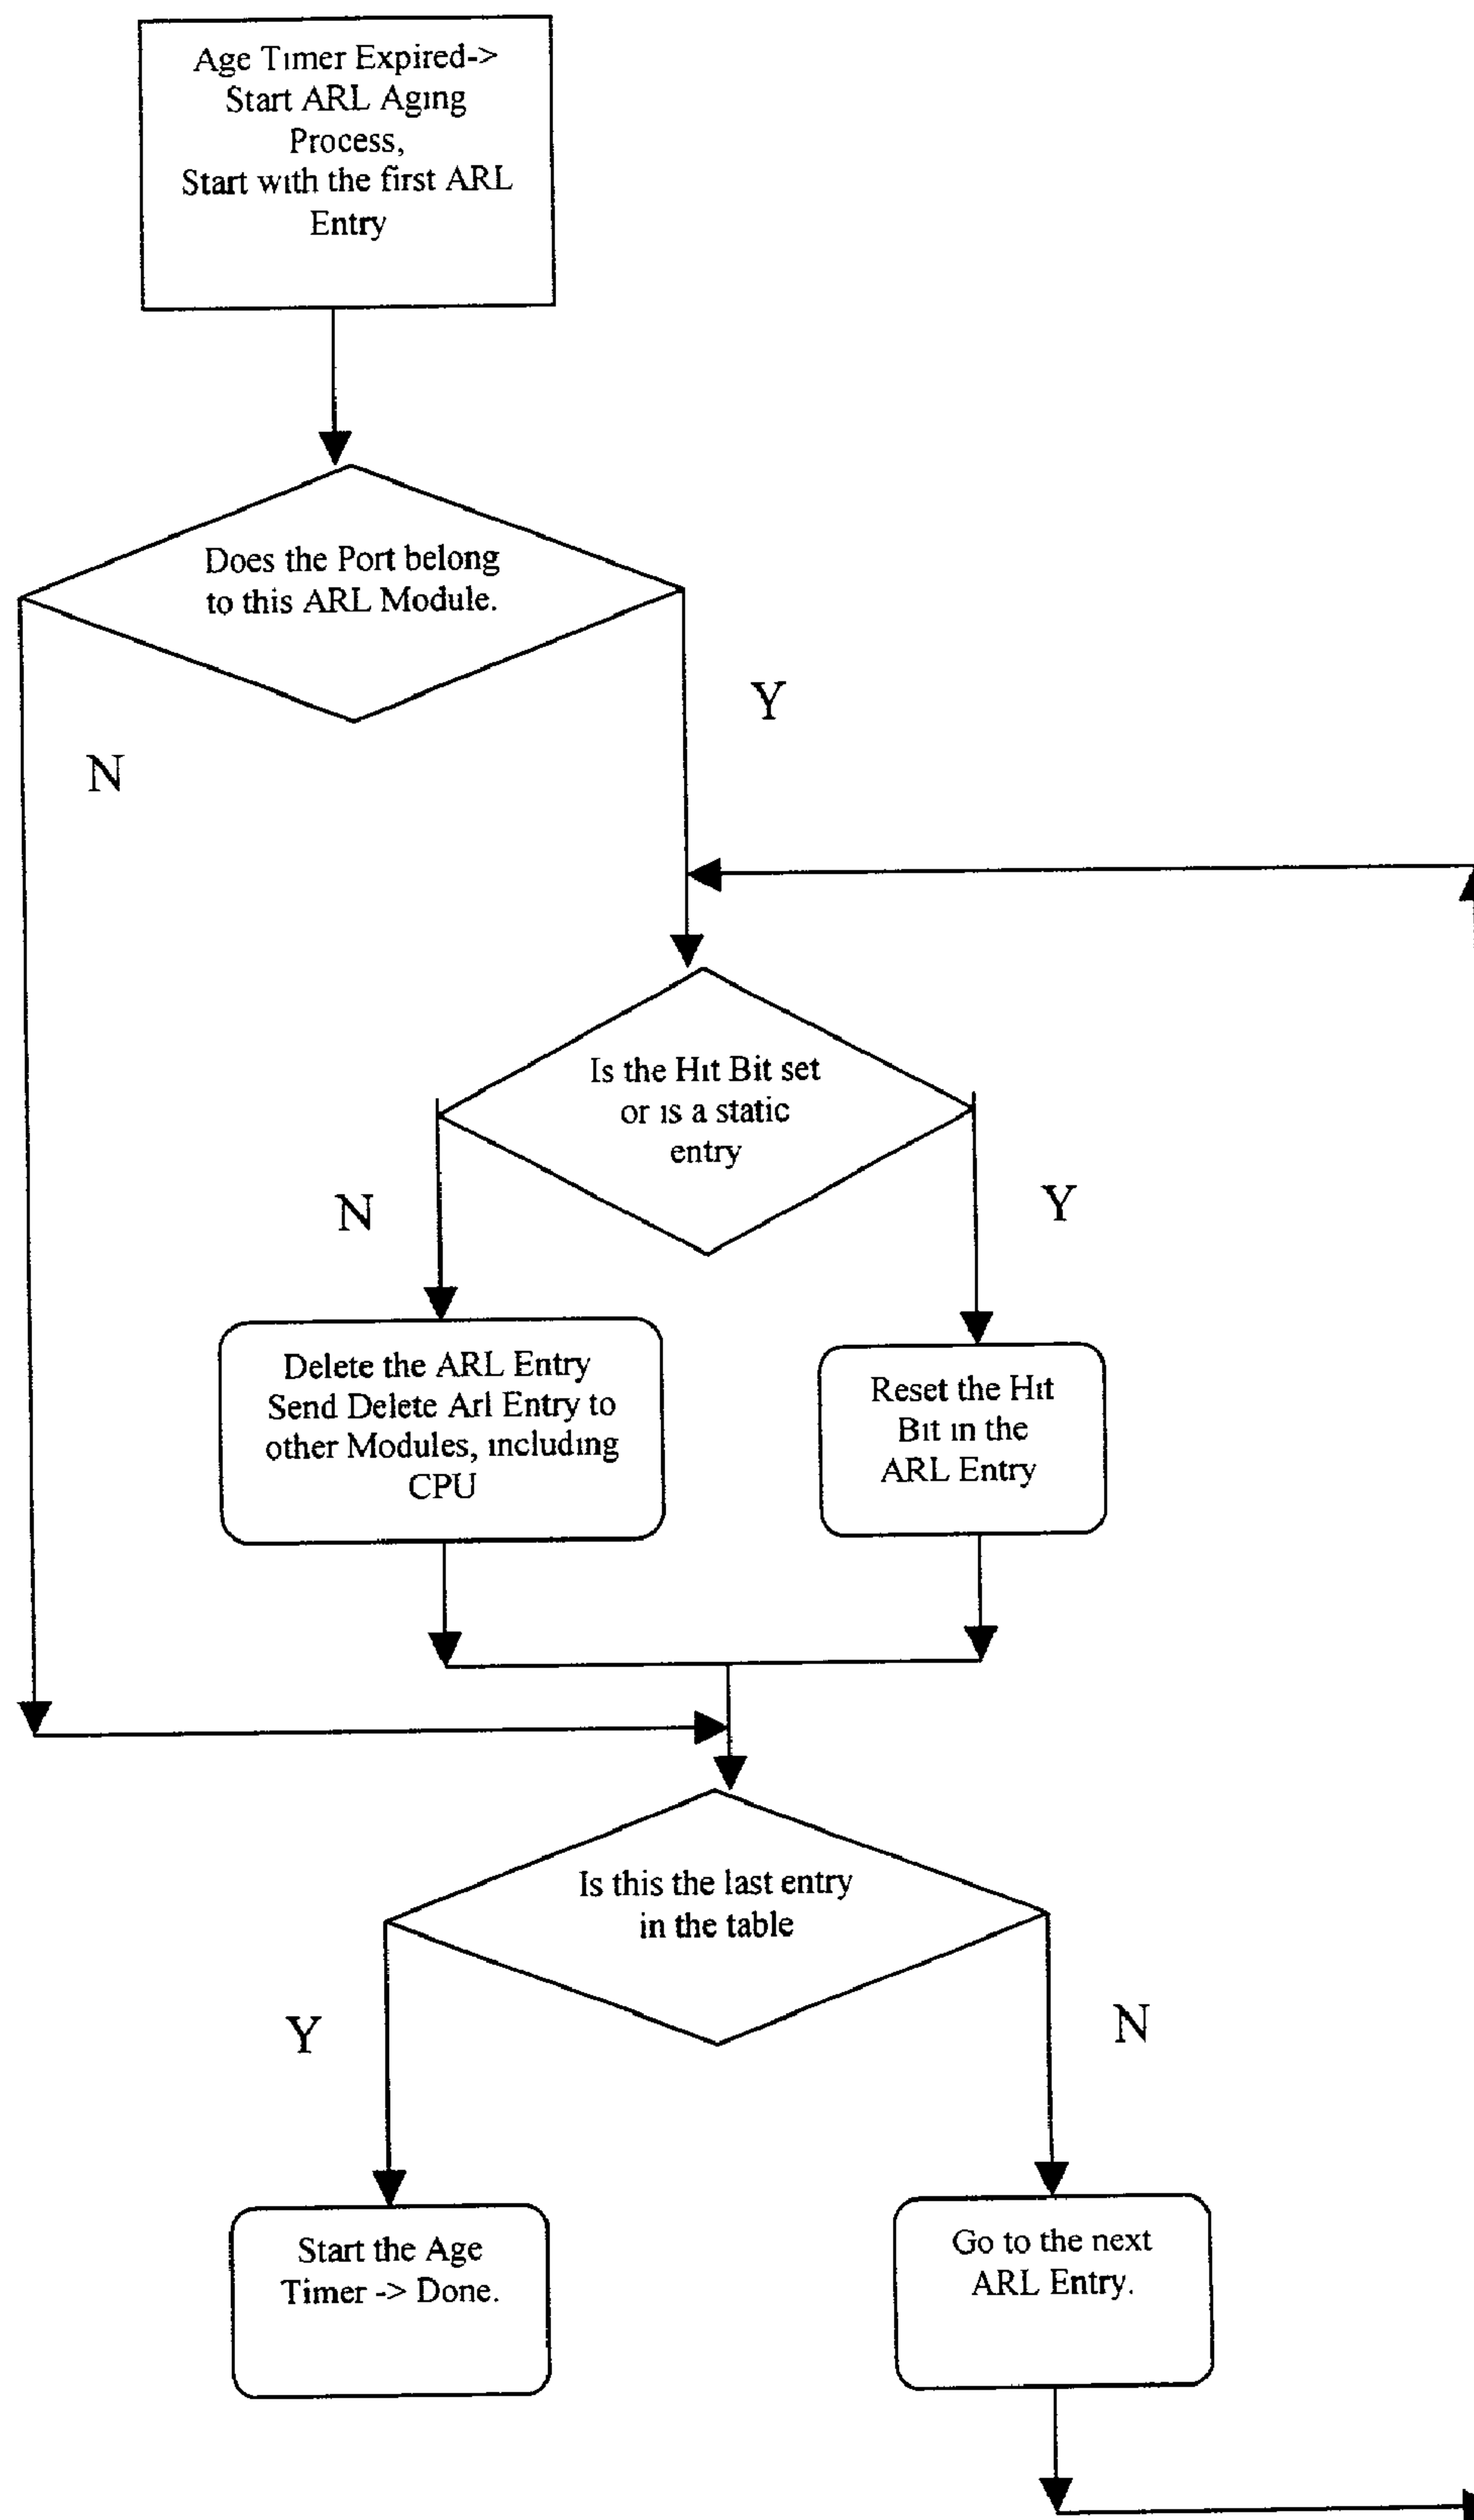 Age Timer Expired->
Start ARL Aging
Process,
Start with the first ARL
Entry
Does the Port belong
to this ARL Module.
Y
N
Is the Hit Bit set
or is a static
entry
N
Y
Delete the ARL Entry
Send Delete Arl Entry to
other Modules, including
CPU
Reset the Hit
Bit in the
ARL Entry
Is this the last entry
in the table
Y
N
Start the Age
Timer -> Done.
Go to the next
ARL Entry.